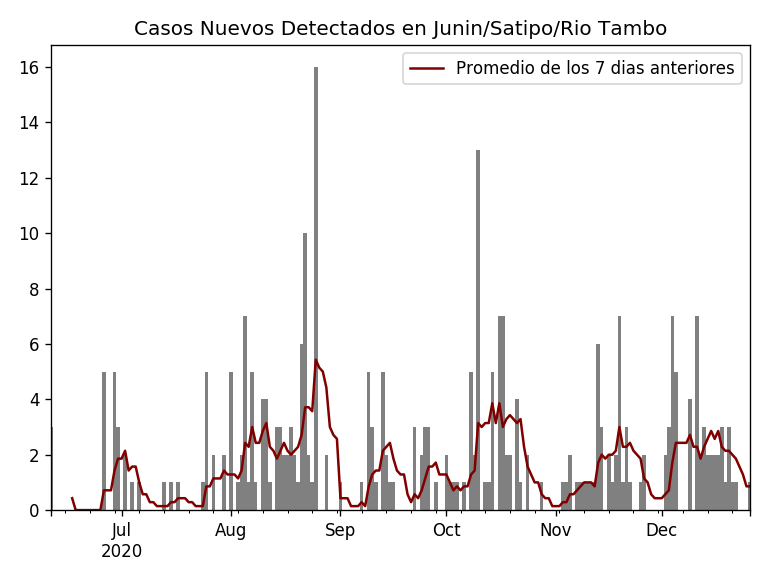 Casos Nuevos Detectados en Junin/Satipo/Rio Tambo
Promedio de los 7 dias anteriores
16
14
12
10
8
6
4
2
0
Jul
2020
Aug
Sep
Oct
Nov
Dec